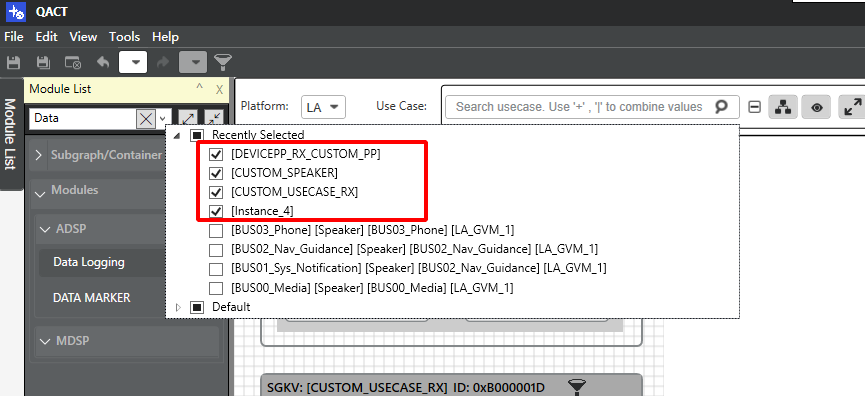 QACT
File Edit View Tools Help
Module List ^ X
Module List
Data
Platform: LA Use Case: Search usecase. Use '+' , '|' to combine values
Recently Selected
[DEVICEPP_RX_CUSTOM_PP]
[CUSTOM_SPEAKER]
[CUSTOM_USECASE_RX]
[Instance_4]
[BUS03_Phone] [Speaker] [BUS03_Phone] [LA_GVM_1]
[BUS02_Nav_Guidance] [Speaker] [BUS02_Nav_Guidance] [LA_GVM_1]
[BUS01_Sys_Notification] [Speaker] [BUS02_Nav_Guidance] [LA_GVM_1]
[BUS00_Media] [Speaker] [BUS00_Media] [LA_GVM_1]
Default
Subgraph/Container
Modules
ADSP
Data Logging
DATA MARKER
MDSP
SGKV: [CUSTOM_USECASE_RX] ID: 0xB000001D